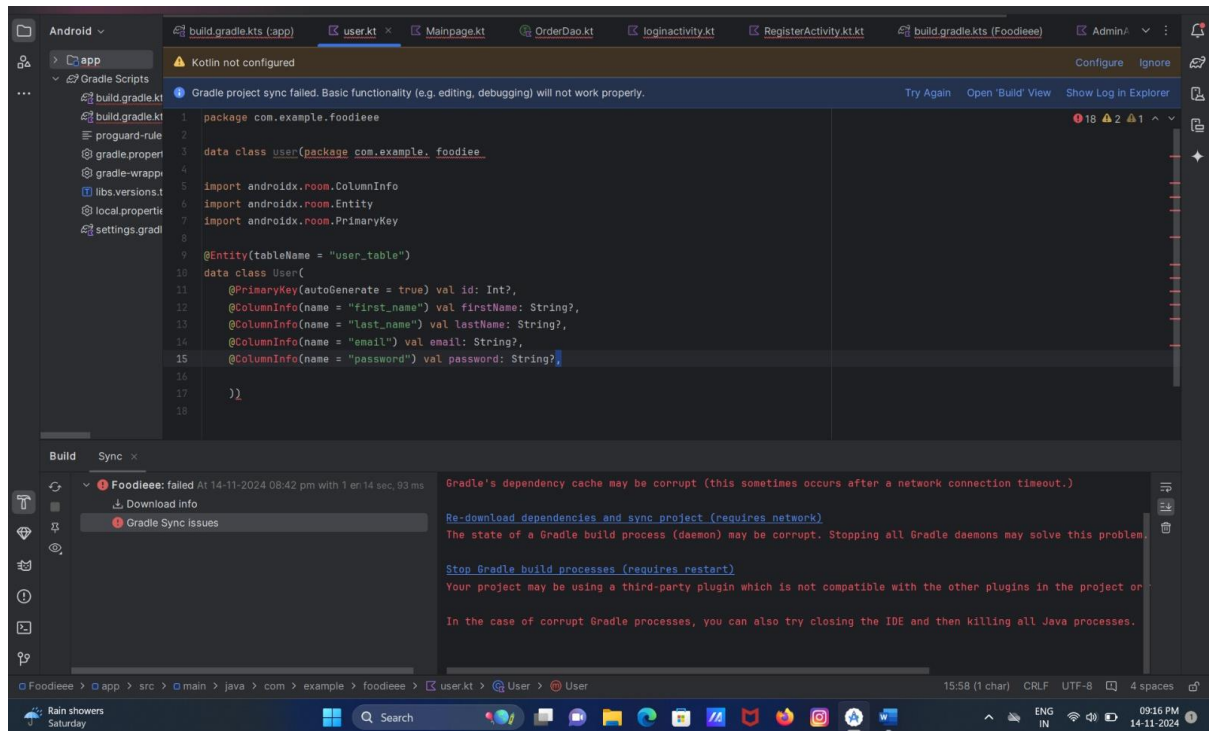 Android
build.gradle.kts (:app)
user.kt
Mainpage.kt
OrderDao.kt
loginactivity.kt
RegisterActivity.kt.kt
build.gradle.kts (Foodieee)
AdminA
app
Gradle Scripts
build.gradle.kt
build.gradle.kt
proguard-rule
gradle.propert
gradle-wrappe
libs.versions.t
local.propertie
settings.gradl
Kotlin not configured
Configure Ignore
Gradle project sync failed. Basic functionality (e.g. editing, debugging) will not work properly.
Try Again Open 'Build' View Show Log in Explorer
18 2 1
1 package com.example.foodieee
2
3 data class user(package com.example. foodiee
4
5 import androidx.room.ColumnInfo
6 import androidx.room.Entity
7 import androidx.room.PrimaryKey
8
9 @Entity(tableName = "user_table")
10 data class User(
11 @PrimaryKey(autoGenerate = true) val id: Int?,
12 @ColumnInfo(name = "first_name") val firstName: String?,
13 @ColumnInfo(name = "last_name") val lastName: String?,
14 @ColumnInfo(name = "email") val email: String?,
15 @ColumnInfo(name = "password") val password: String?,
16
17 ))
18
Build Sync
Foodieee: failed At 14-11-2024 08:42 pm with 1 er 14 sec, 93 ms
Download info
Gradle Sync issues
Gradle's dependency cache may be corrupt (this sometimes occurs after a network connection timeout.)
Re-download dependencies and sync project (requires network)
The state of a Gradle build process (daemon) may be corrupt. Stopping all Gradle daemons may solve this problem.
Stop Gradle build processes (requires restart)
Your project may be using a third-party plugin which is not compatible with the other plugins in the project or
In the case of corrupt Gradle processes, you can also try closing the IDE and then killing all Java processes.
Foodieee > app > src > main > java > com > example > foodieee > user.kt > User > User
15:58 (1 char) CRLF UTF-8 4 spaces
Rain showers
Saturday
Search
ENG
IN
09:16 PM
14-11-2024
1